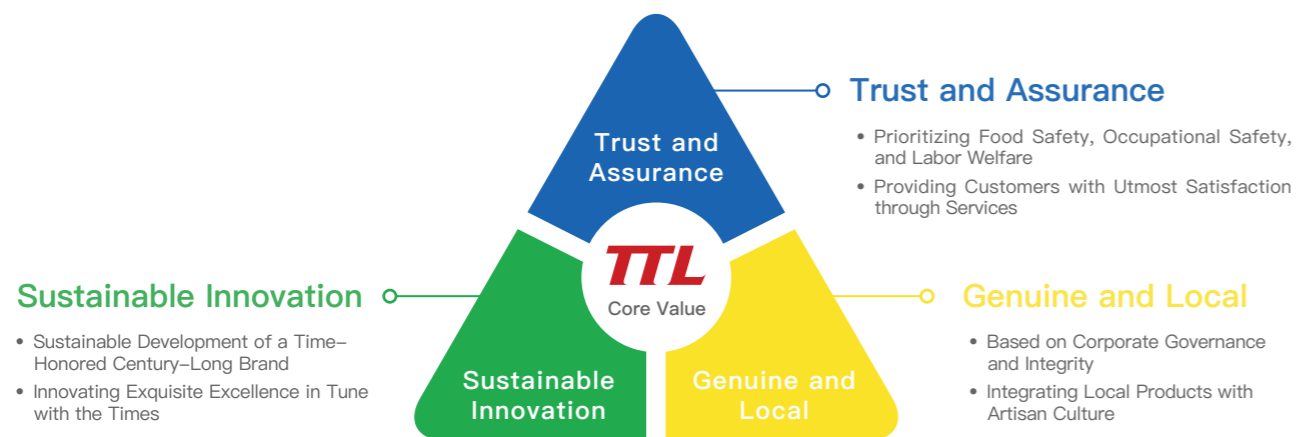 Trust and
Assurance
TTL
Core Value
Sustainable
Innovation
Genuine and
Local
Trust and Assurance
• Prioritizing Food Safety, Occupational Safety,
and Labor Welfare
• Providing Customers with Utmost Satisfaction
through Services
Sustainable Innovation
• Sustainable Development of a Time–
Honored Century–Long Brand
• Innovating Exquisite Excellence in Tune
with the Times
Genuine and Local
• Based on Corporate Governance
and Integrity
• Integrating Local Products with
Artisan Culture